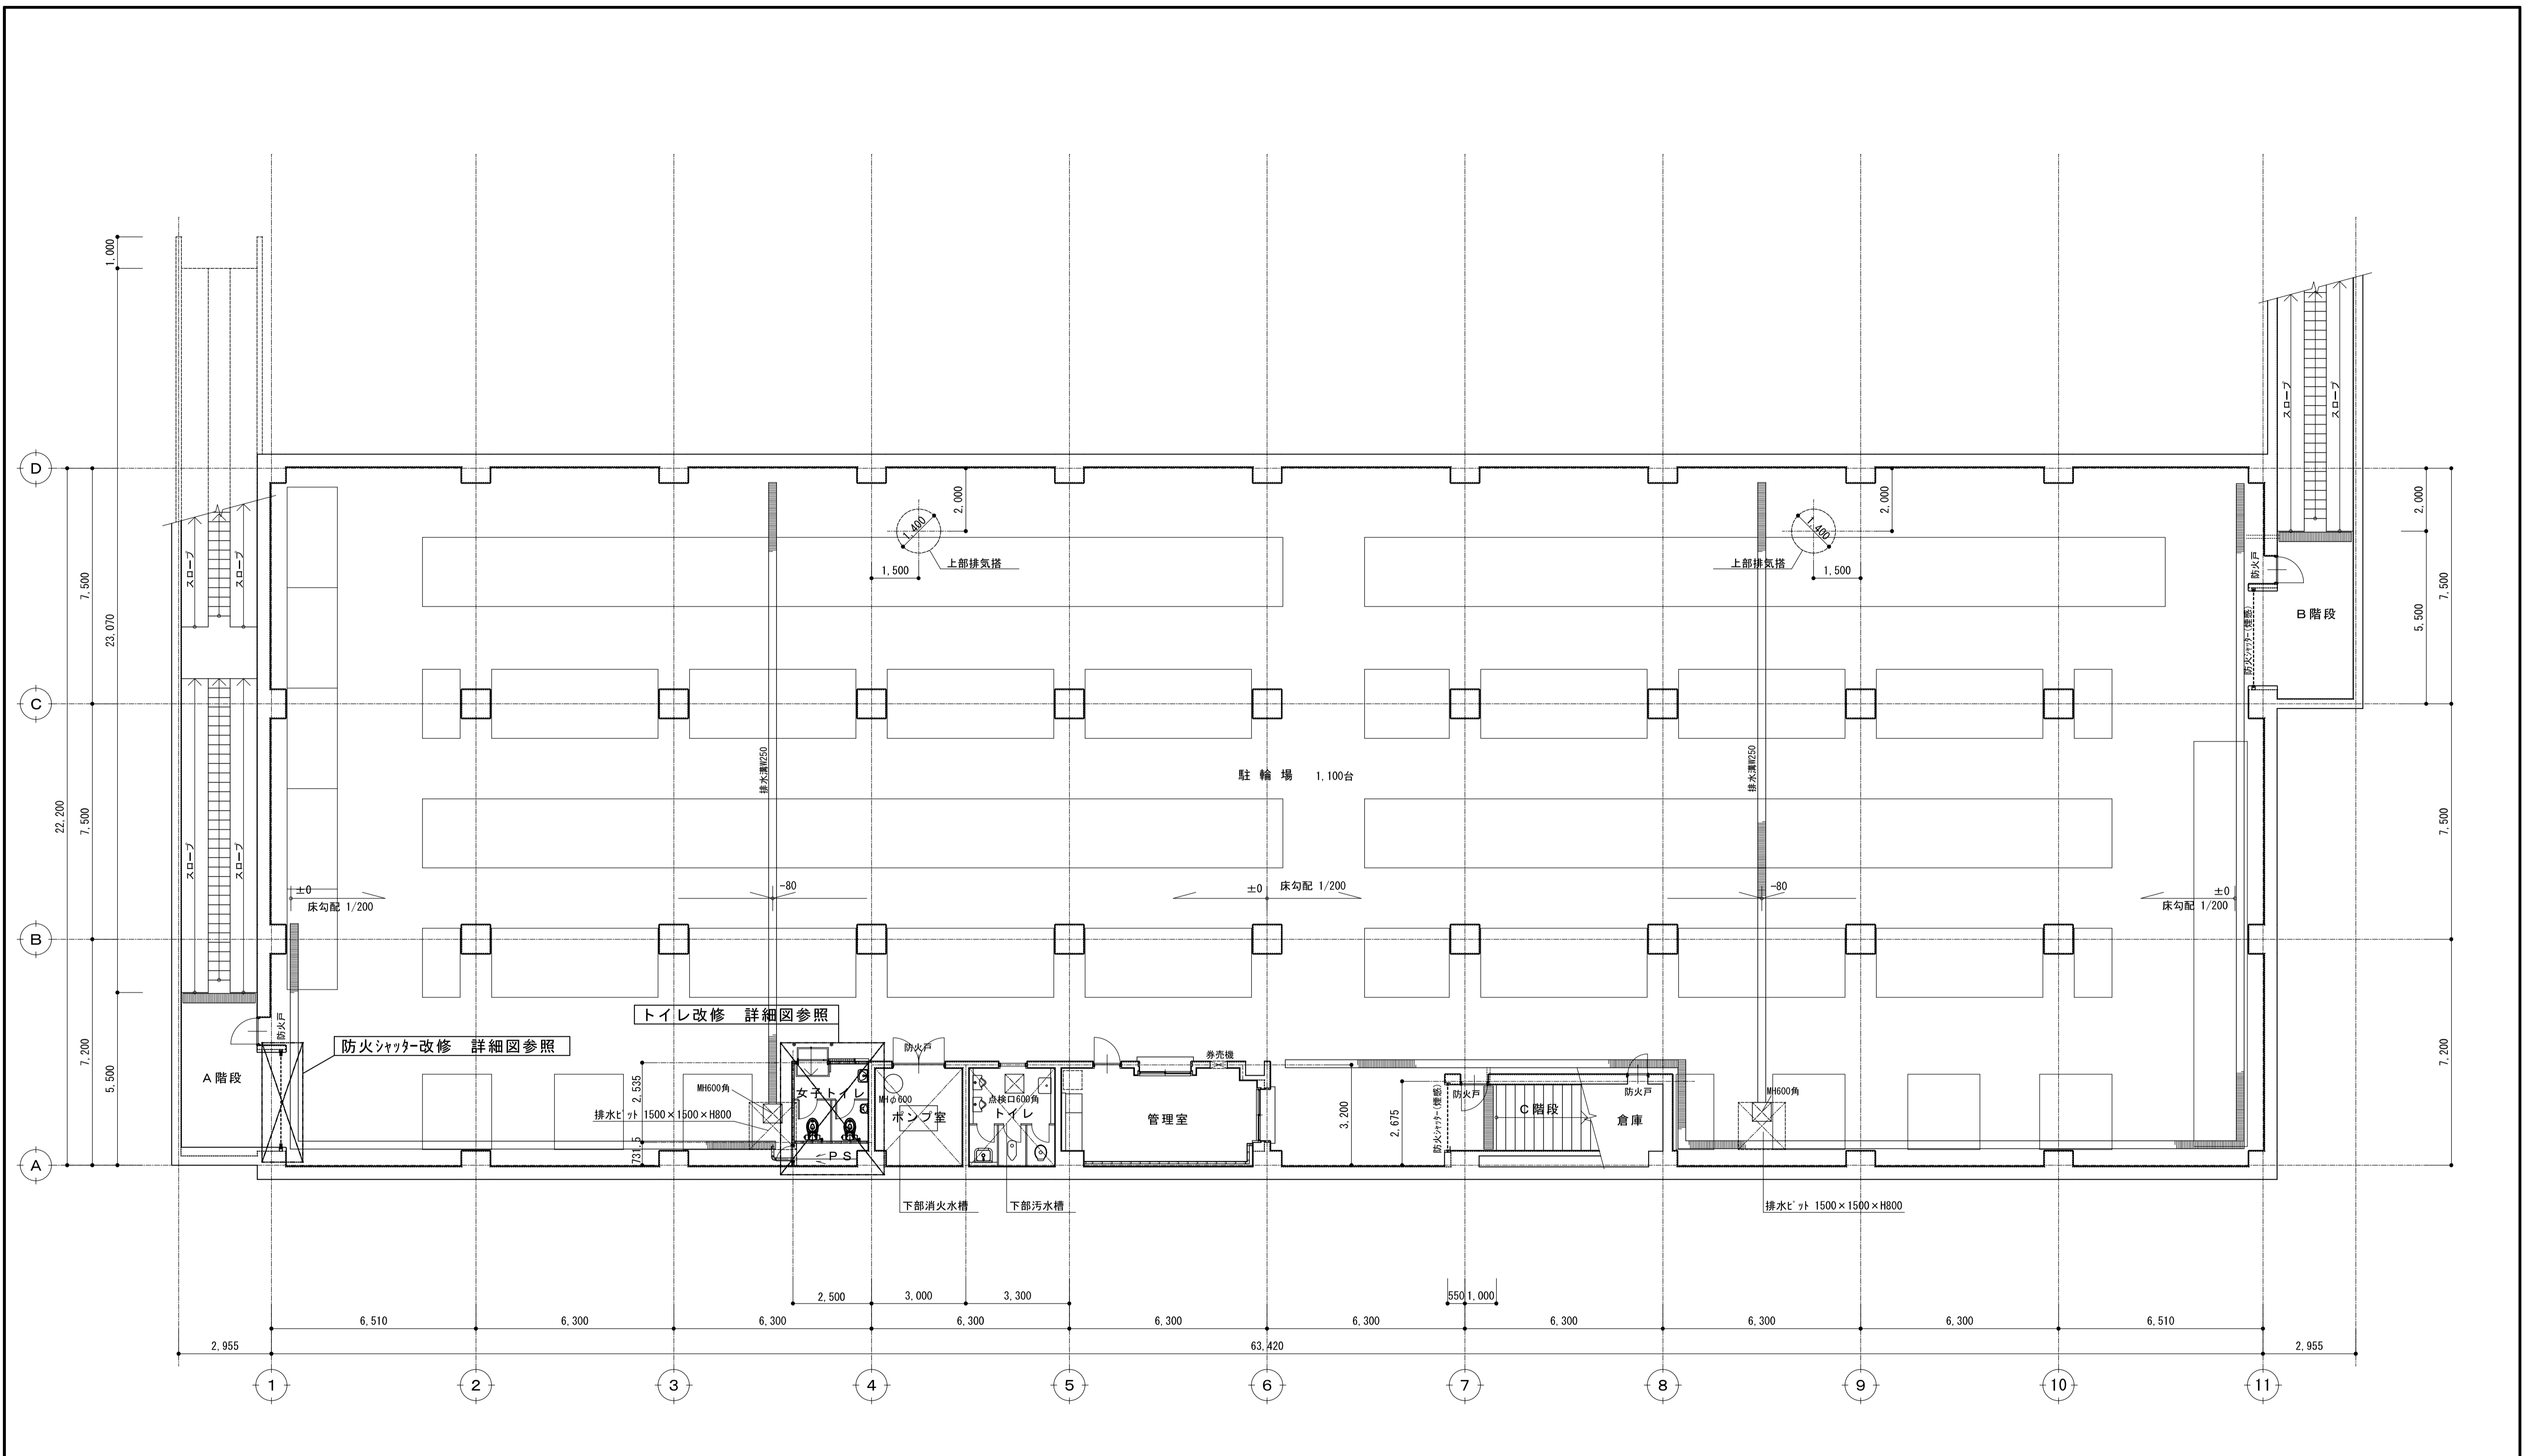 1,000
スロープ
スロープ
D
2,000
2,000
2,000
スロープ
スロープ
1,400
1,400
上部排気搭
上部排気搭
1,500
1,500
防火戸
7,500
7,500
23,070
5,500
防火シャッター(煙感)
B階段
C
排水溝W250
排水溝W250
駐 輪 場 1,100台
22,200
7,500
7,500
スロープ
スロープ
±0
床勾配 1/200
-80
±0 床勾配 1/200
-80
±0
床勾配 1/200
B
防火戸
トイレ改修 詳細図参照
防火シャッター改修 詳細図参照
7,200
7,200
5,500
A階段
防火戸
券売機
2,535
MH600角
女子トイレ
MHφ600
点検口600角
排水ピット 1500×1500×H800
ポンプ室
トイレ
管理室
3,200
2,675
防火シャッター(煙感)
防火戸
C階段
防火戸
倉庫
MH600角
731.5
PS
A
下部消火水槽
下部汚水槽
排水ピット 1500×1500×H800
2,500
3,000
3,300
550
1,000
6,510
6,300
6,300
6,300
6,300
6,300
6,300
6,300
6,300
6,510
2,955
63,420
2,955
1
2
3
4
5
6
7
8
9
10
11